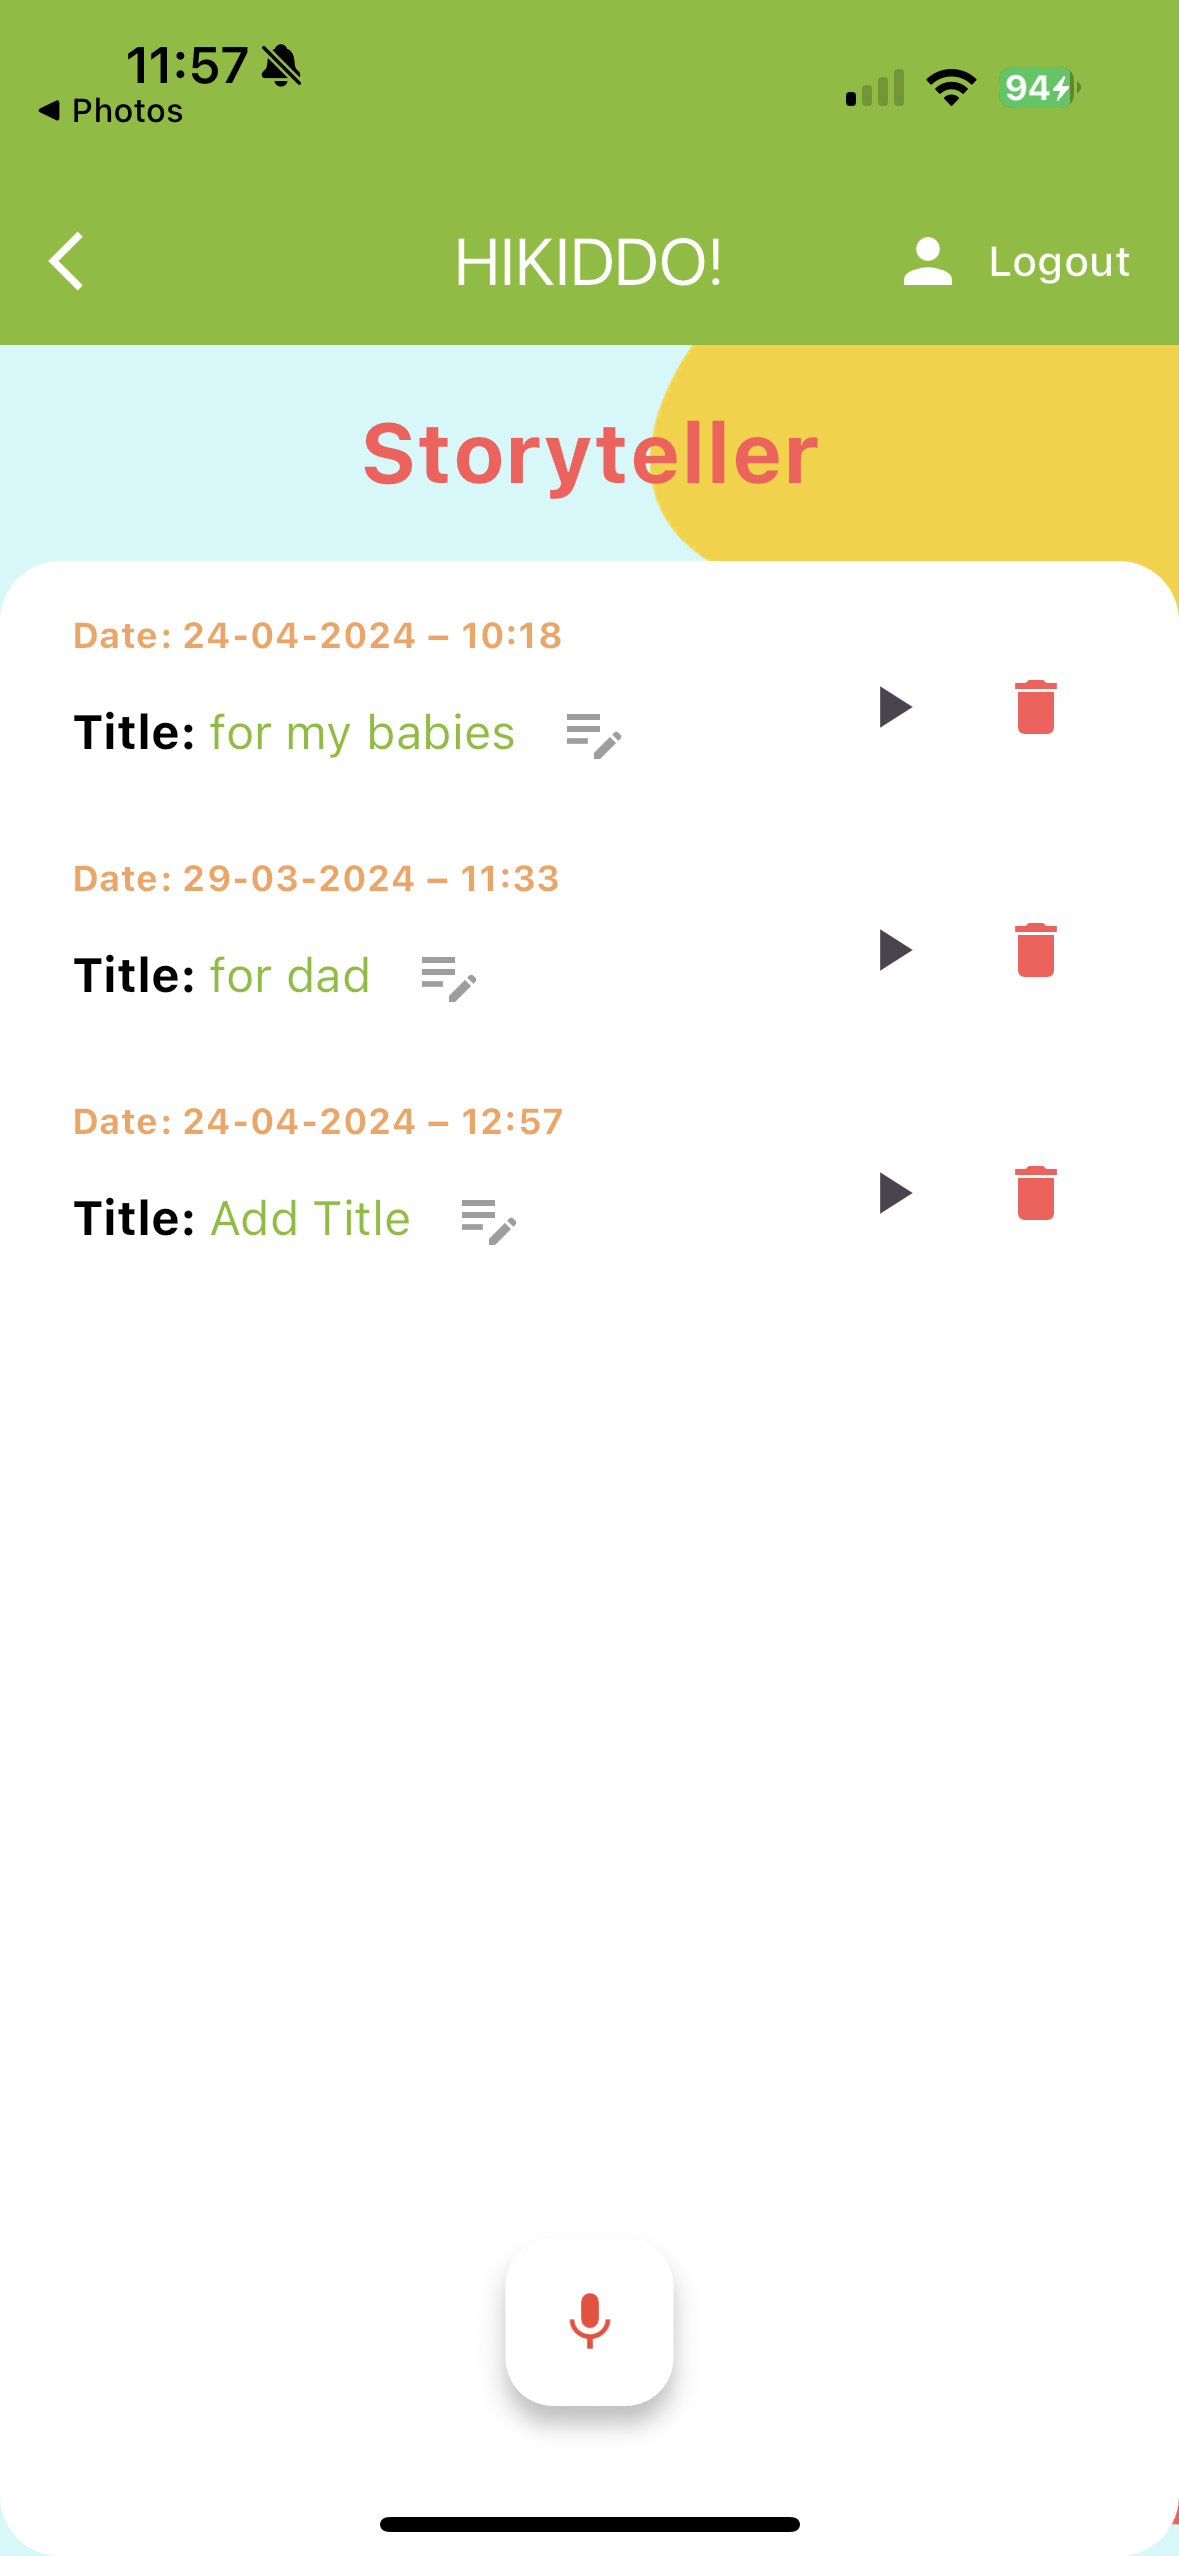 11:57
Photos
94
HIKIDDO!
Logout
Storyteller
Date: 24-04-2024 – 10:18
Title: for my babies
Date: 29-03-2024 – 11:33
Title: for dad
Date: 24-04-2024 – 12:57
Title: Add Title